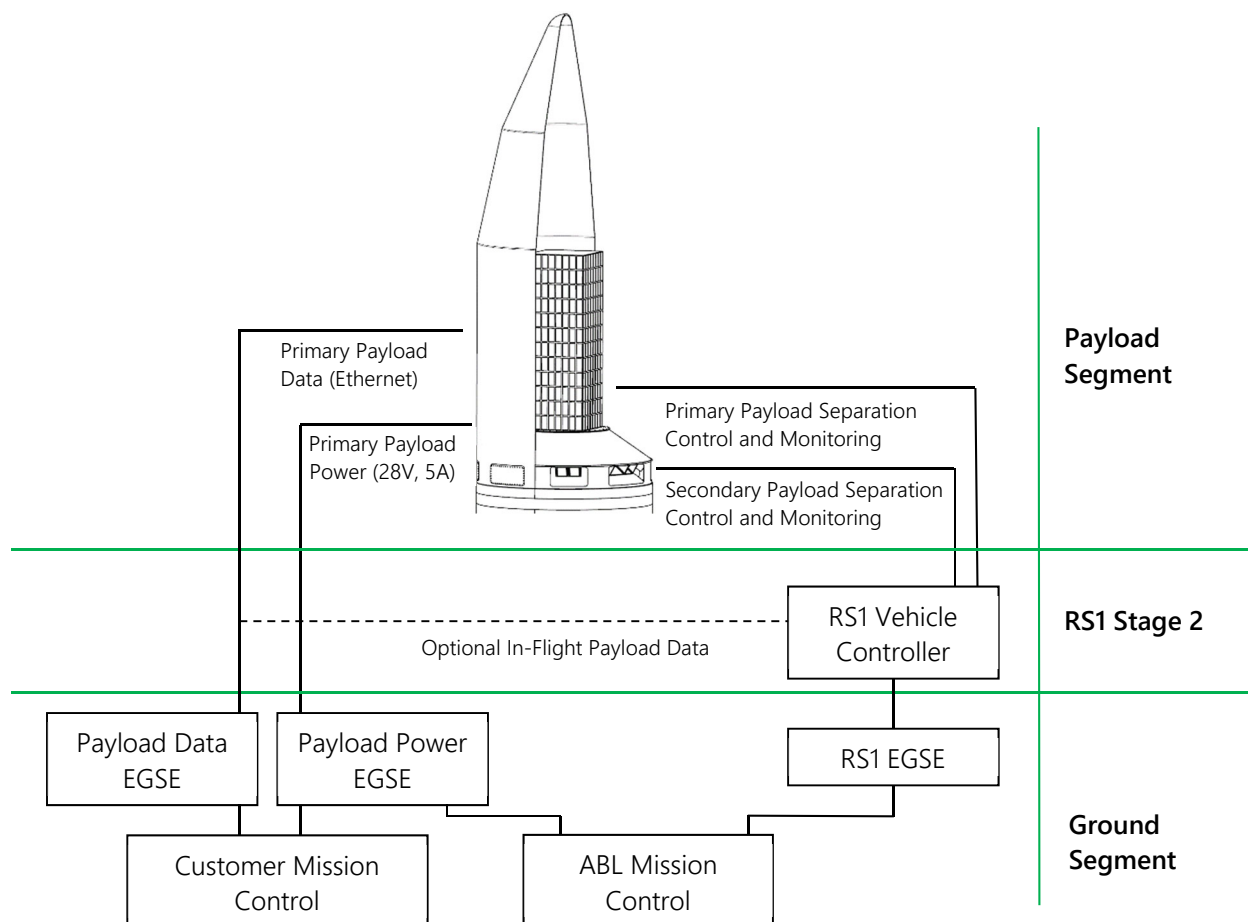 Primary Payload
Data (Ethernet)
Primary Payload
Power (28V, 5A)
Primary Payload Separation
Control and Monitoring
Secondary Payload Separation
Control and Monitoring
Payload
Segment
Optional In-Flight Payload Data
RS1 Vehicle
Controller
RS1 Stage 2
Payload Data
EGSE
Payload Power
EGSE
RS1 EGSE
Customer Mission
Control
ABL Mission
Control
Ground
Segment